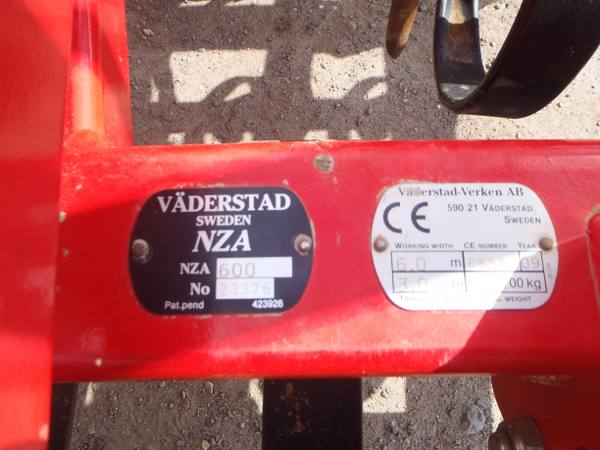 VÄDERSTAD
SWEDEN
NZA
NZA 600
No 23376
Pat.pend 423926
Väderstad-Verken AB
CE
590 21 VÄDERSTAD
SWEDEN
WORKING WIDTH CE-NUMBER YEAR
6.0 m 09
3.0 m 00 kg
WEIGHT